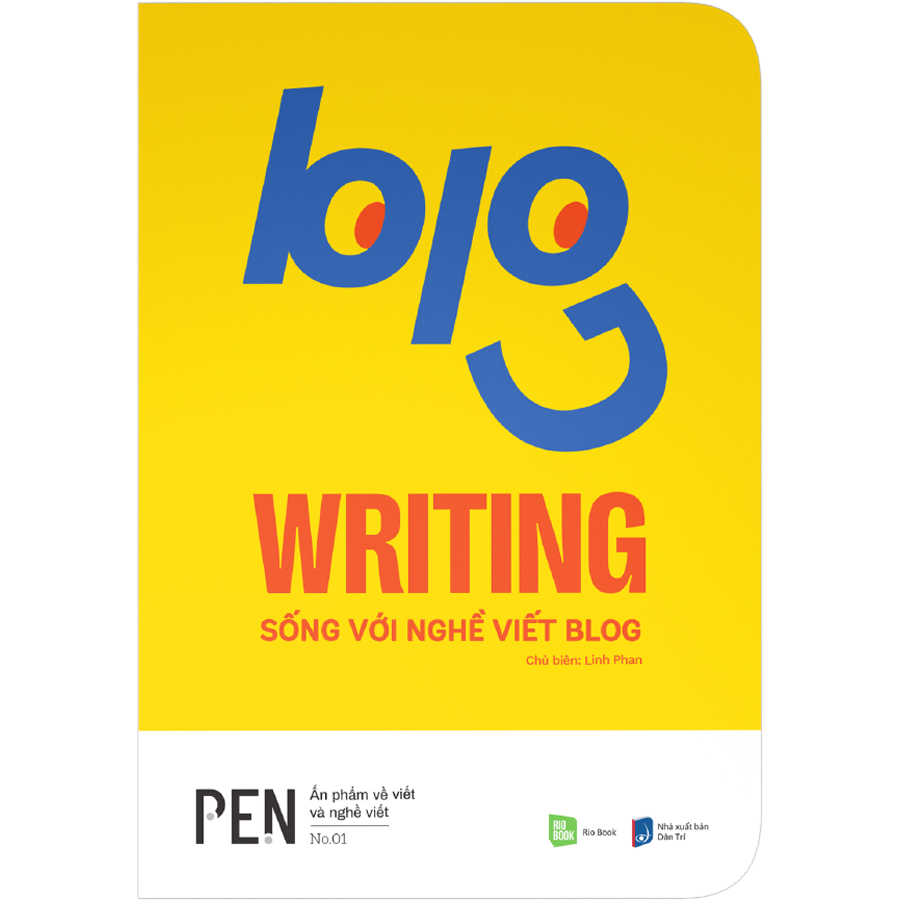 blog
WRITING
SỐNG VỚI NGHỀ VIẾT BLOG
Chủ biên: Linh Phan
PEN
Ấn phẩm về viết
và nghề viết
No.01
RIO
BOOK
Rio Book
Nhà xuất bản
Dân Trí